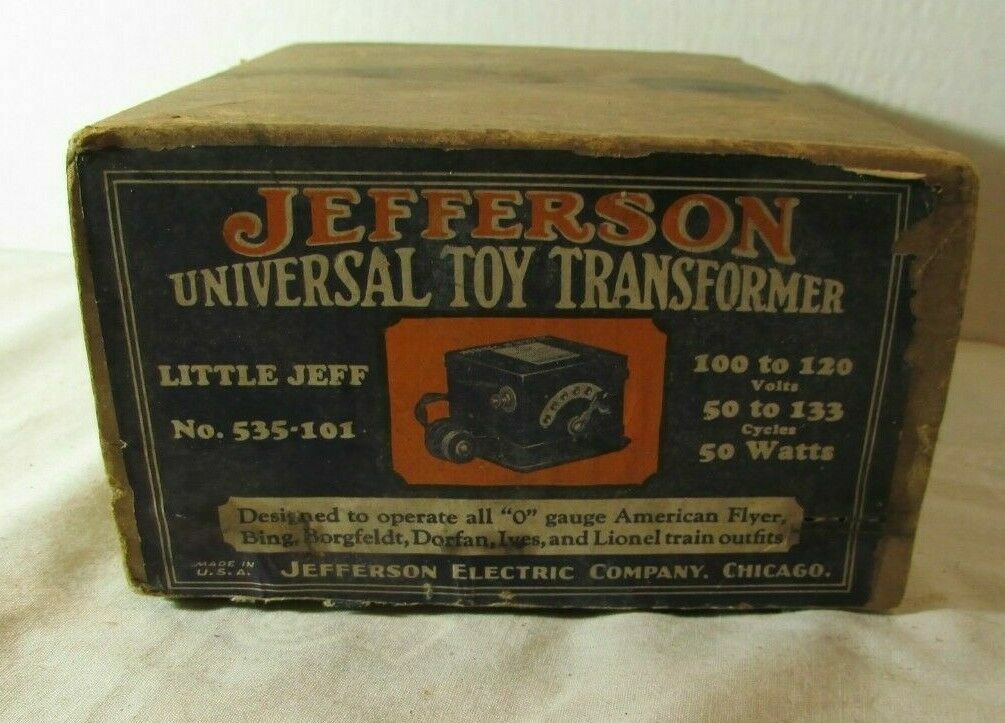 JEFFERSON
UNIVERSAL TOY TRANSFORMER
LITTLE JEFF
No. 535-101
100 to 120
Volts
50 to 133
Cycles
50 Watts
Designed to operate all "O" gauge American Flyer,
Bing, Borgfeldt, Dorfan, Ives, and Lionel train outfits
MADE IN
U.S.A.
JEFFERSON ELECTRIC COMPANY. CHICAGO.